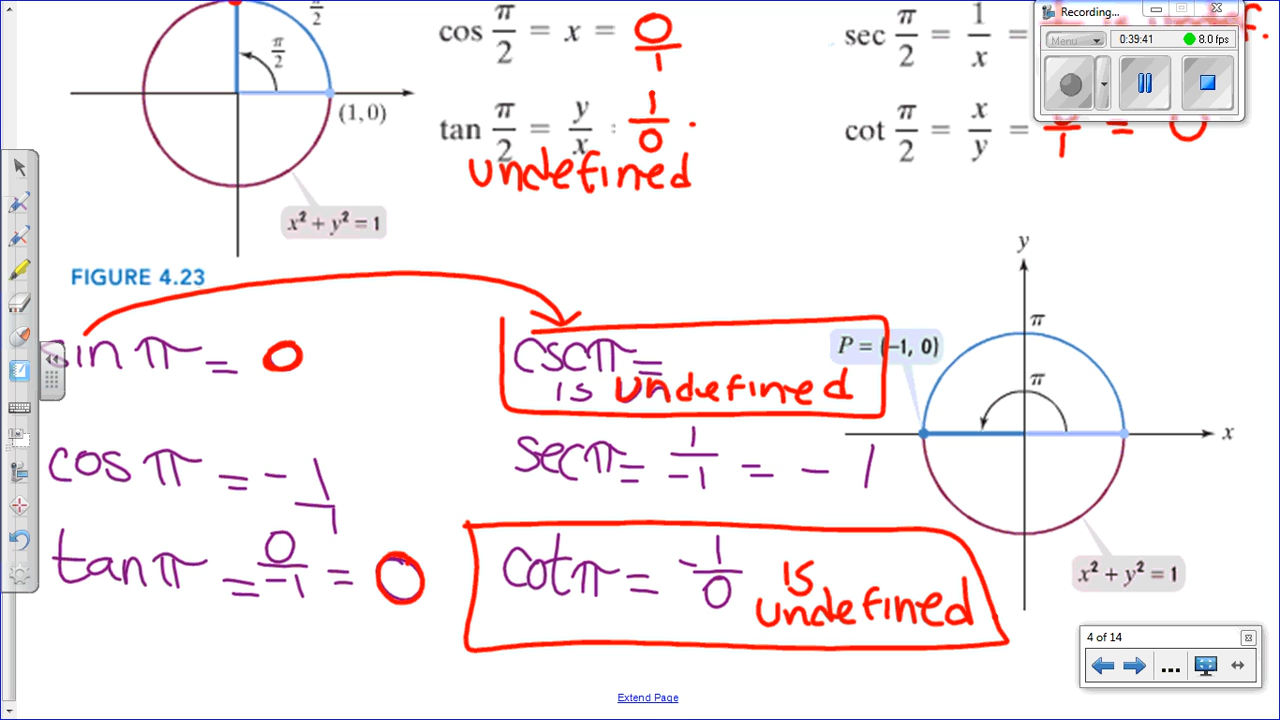 π/2
cos π/2 = x = 0/1
sec π/2 = 1/x =
Recording...
Menu
0:39:41
8.0 fps
π/2
(1, 0)
tan π/2 = y/x = 1/0 .
undefined
cot π/2 = x/y = 0/1 = 0
x² + y² = 1
FIGURE 4.23
y
π
sin π = 0
csc π =
is undefined
P = (−1, 0)
π
x
cos π = -1/1
sec π = 1/-1 = -1
tan π = 0/-1 = 0
cot π = -1/0 is
undefined
x² + y² = 1
4 of 14
...
Extend Page